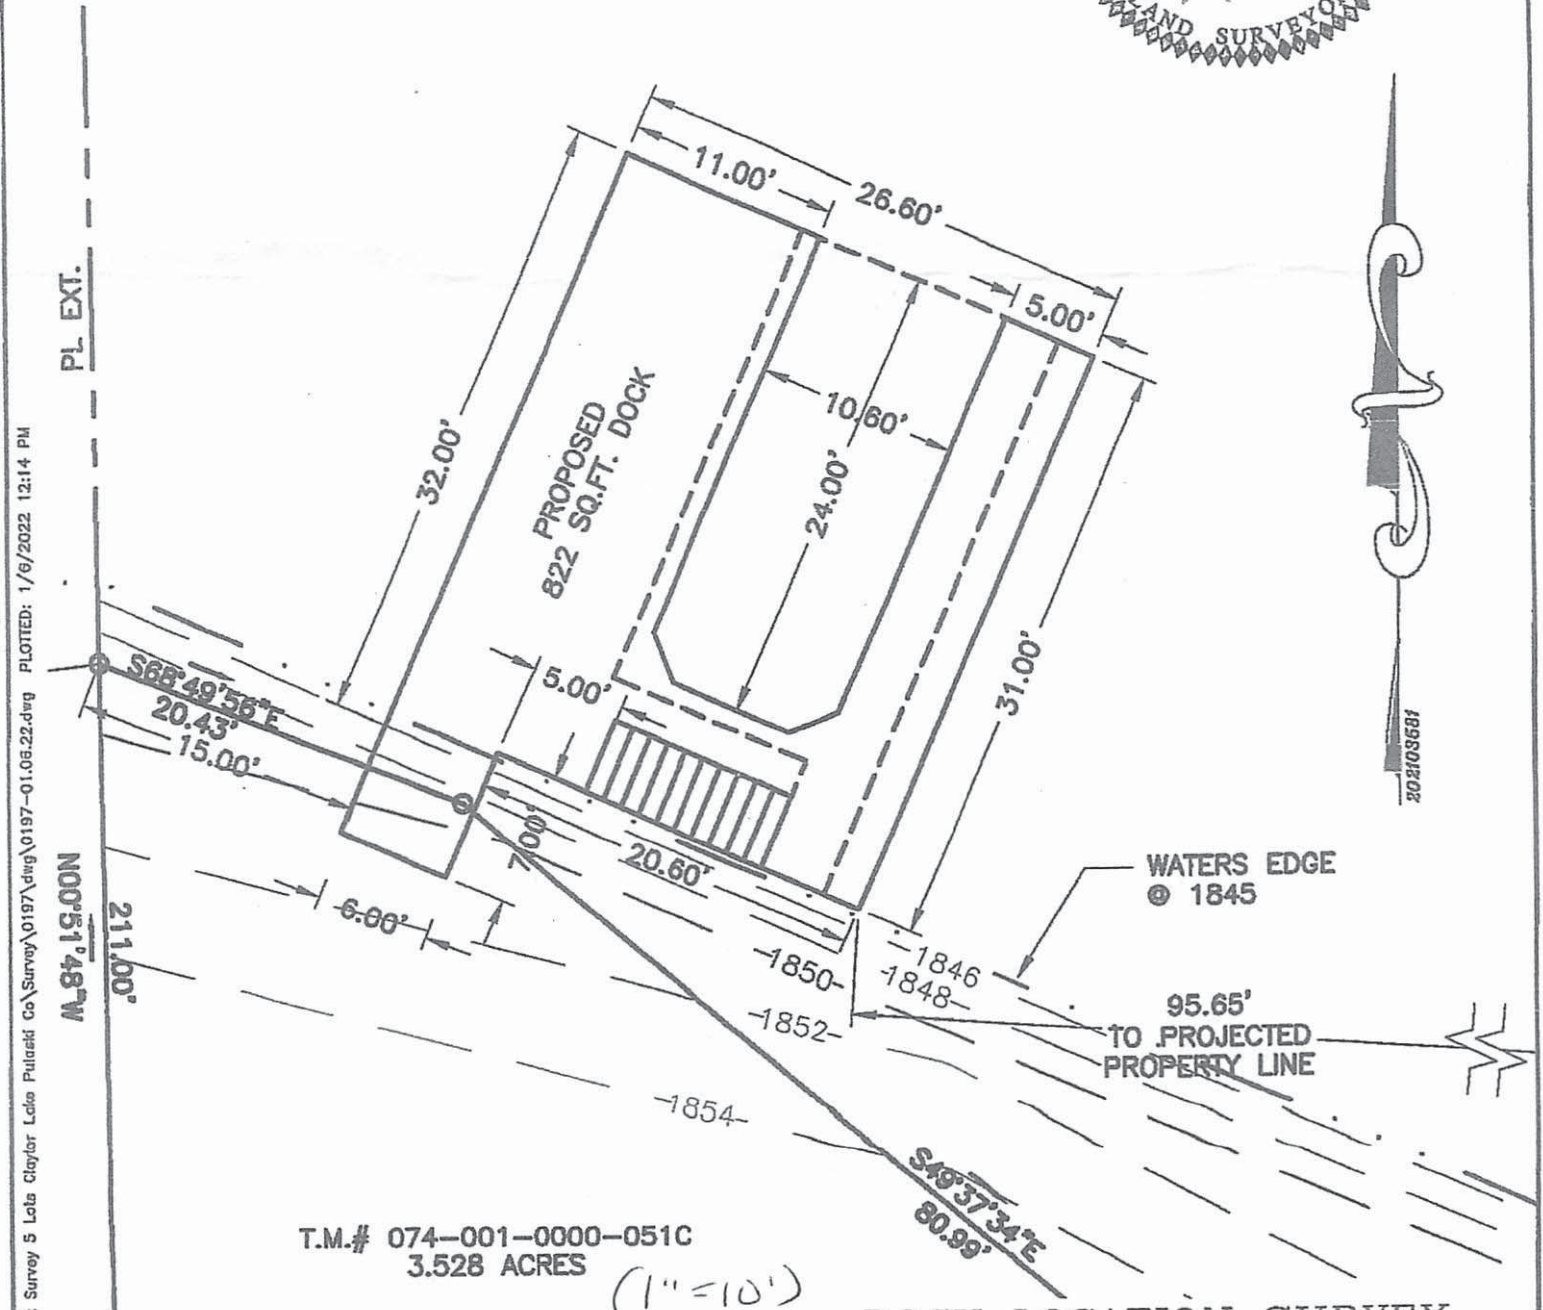 LAND SURVEYOR
11.00'
26.60'
5.00'
PL EXT.
10.60'
32.00'
PROPOSED
822 SQ.FT. DOCK
24.00'
31.00'
5.00'
S68°49'56"E
20.43'
15.00'
7.00'
20.60'
6.00'
WATERS EDGE
@ 1845
1846
1848
1850
1852
1854
95.65'
TO PROJECTED
PROPERTY LINE
N00°51'48"W
211.00'
S49°37'34"E
80.99'
T.M.# 074-001-0000-051C
3.528 ACRES
(1"=10')
LOCATION SURVEY
202103681
Survey 5 Lots Claytor Lake Pulaski Co\Survey\0197\dwg\0197-01.06.22.dwg PLOTTED: 1/6/2022 12:14 PM